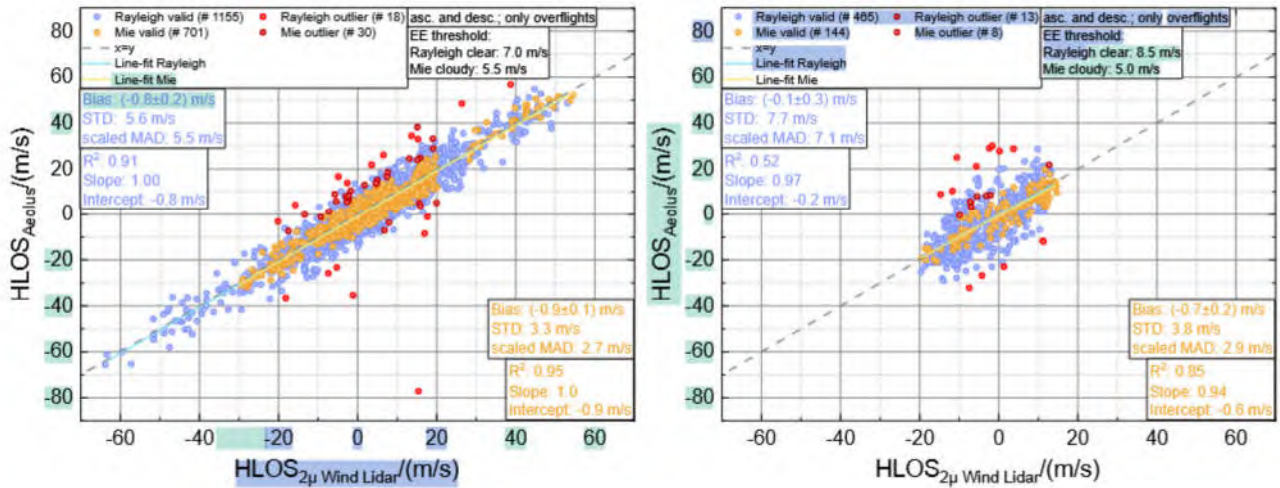 80
60
40
20
0
-20
-40
-60
-80
HLOS Aeolus/(m/s)
Rayleigh valid (# 1155)
Rayleigh outlier (# 18)
Mie valid (# 701)
Mie outlier (# 30)
x=y
Line-fit Rayleigh
Line-fit Mie
asc. and desc.; only overflights
EE threshold:
Rayleigh clear: 7.0 m/s
Mie cloudy: 5.5 m/s
Bias: (-0.8±0.2) m/s
STD: 5.6 m/s
scaled MAD: 5.5 m/s
R²: 0.91
Slope: 1.00
Intercept: -0.8 m/s
Bias: (-0.9±0.1) m/s
STD: 3.3 m/s
scaled MAD: 2.7 m/s
R²: 0.95
Slope: 1.0
Intercept: -0.9 m/s
-60 -40 -20 0 20 40 60
HLOS 2μ Wind Lidar/(m/s)
80
60
40
20
0
-20
-40
-60
-80
HLOS Aeolus/(m/s)
Rayleigh valid (# 465)
Rayleigh outlier (# 13)
Mie valid (# 144)
Mie outlier (# 8)
x=y
Line-fit Rayleigh
Line-fit Mie
asc. and desc.; only overflights
EE threshold:
Rayleigh clear: 8.5 m/s
Mie cloudy: 5.0 m/s
Bias: (-0.1±0.3) m/s
STD: 7.7 m/s
scaled MAD: 7.1 m/s
R²: 0.52
Slope: 0.97
Intercept: -0.2 m/s
Bias: (-0.7±0.2) m/s
STD: 3.8 m/s
scaled MAD: 2.9 m/s
R²: 0.85
Slope: 0.94
Intercept: -0.6 m/s
-60 -40 -20 0 20 40 60
HLOS 2μ Wind Lidar/(m/s)